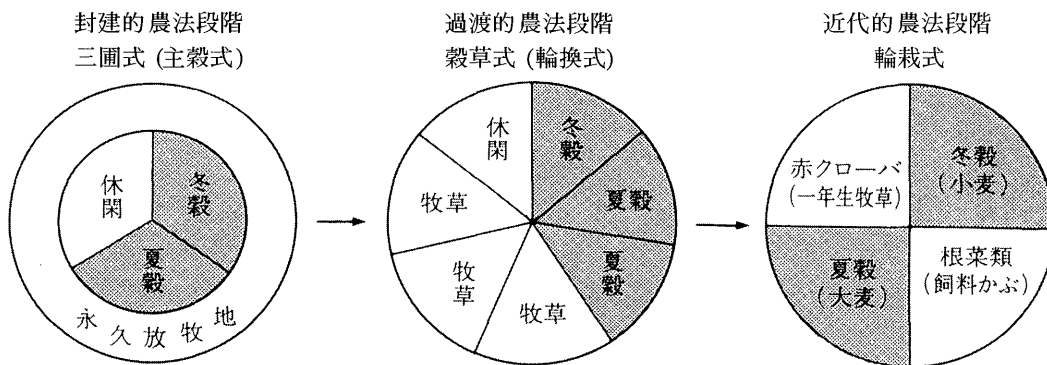 封建的農法段階
三圃式(主穀式)
過渡的農法段階
穀草式(輪換式)
近代的農法段階
輪栽式
休閑
冬穀
夏穀
永久放牧地
休閑
冬穀
夏穀
夏穀
牧草
牧草
牧草
赤クローバ
(一年生牧草)
冬穀
(小麦)
夏穀
(大麦)
根菜類
(飼料かぶ)